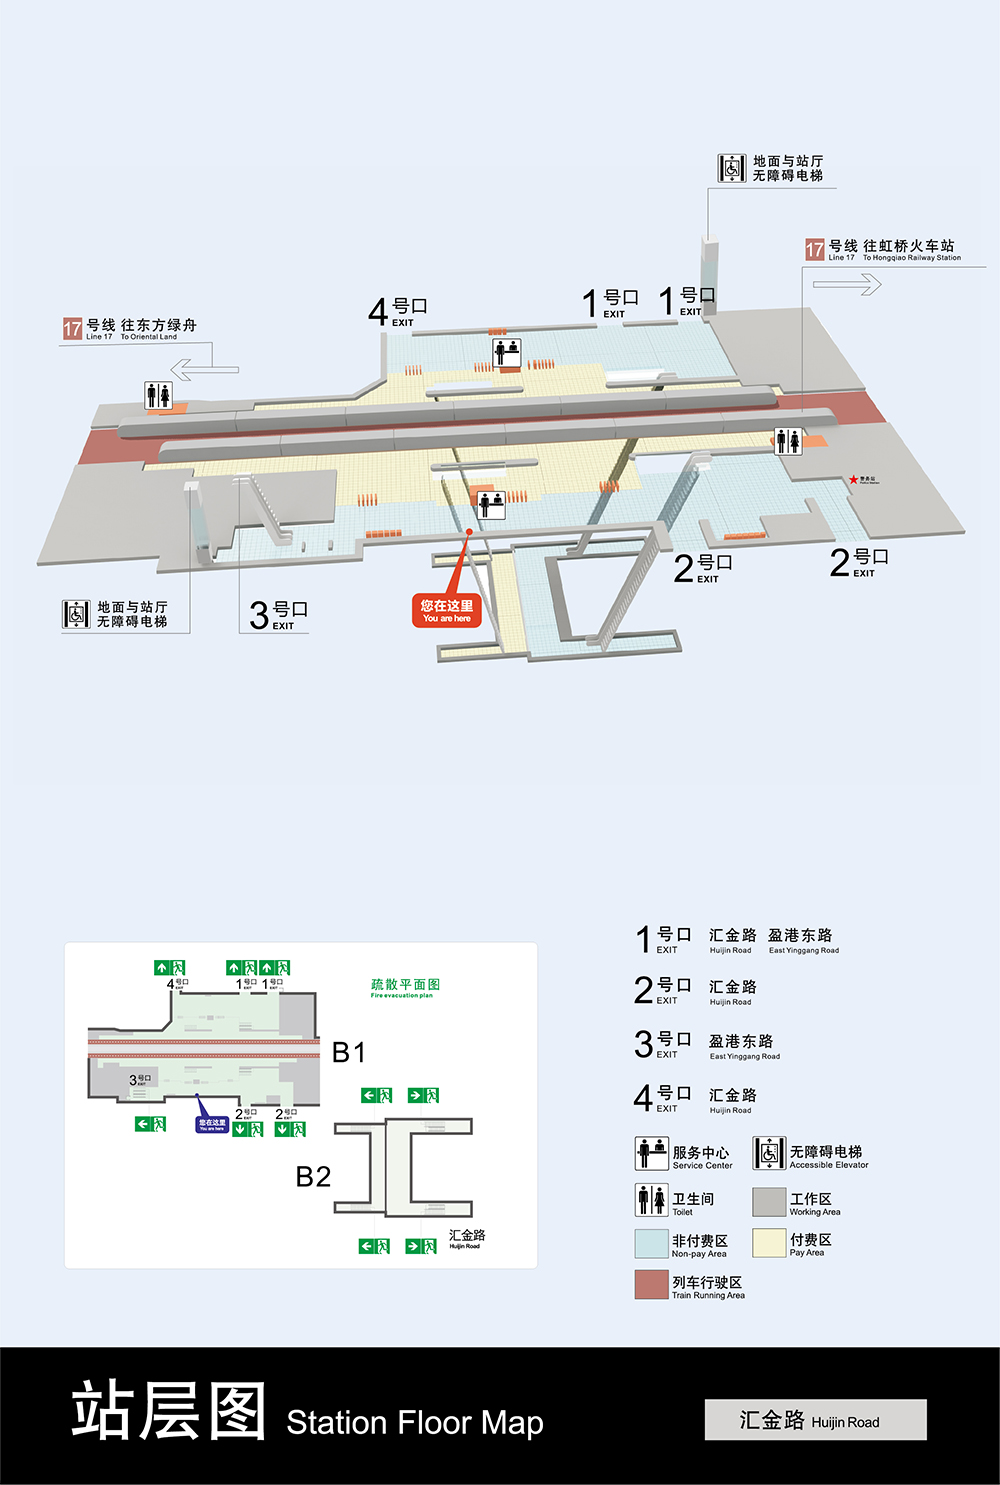 地面与站厅
无障碍电梯
17 号线 往虹桥火车站
Line 17 To Hongqiao Railway Station
4 号口 EXIT
1 号口 EXIT
1 号口 EXIT
17 号线 往东方绿舟
Line 17 To Oriental Land
警务站
2 号口 EXIT
2 号口 EXIT
地面与站厅
无障碍电梯
3 号口 EXIT
您在这里
You are here
1 号口 EXIT 汇金路 Huijin Road 盈港东路 East Yinggang Road
2 号口 EXIT 汇金路 Huijin Road
3 号口 EXIT 盈港东路 East Yinggang Road
4 号口 EXIT 汇金路 Huijin Road
疏散平面图
Fire evacuation plan
4 号口 EXIT
1 号口 EXIT
1 号口 EXIT
B1
3 号口 EXIT
您在这里
You are here
2 号口 EXIT
2 号口 EXIT
B2
汇金路
Huijin Road
服务中心
Service Center
无障碍电梯
Accessible Elevator
卫生间
Toilet
工作区
Working Area
非付费区
Non-pay Area
付费区
Pay Area
列车行驶区
Train Running Area
站层图 Station Floor Map
汇金路 Huijin Road